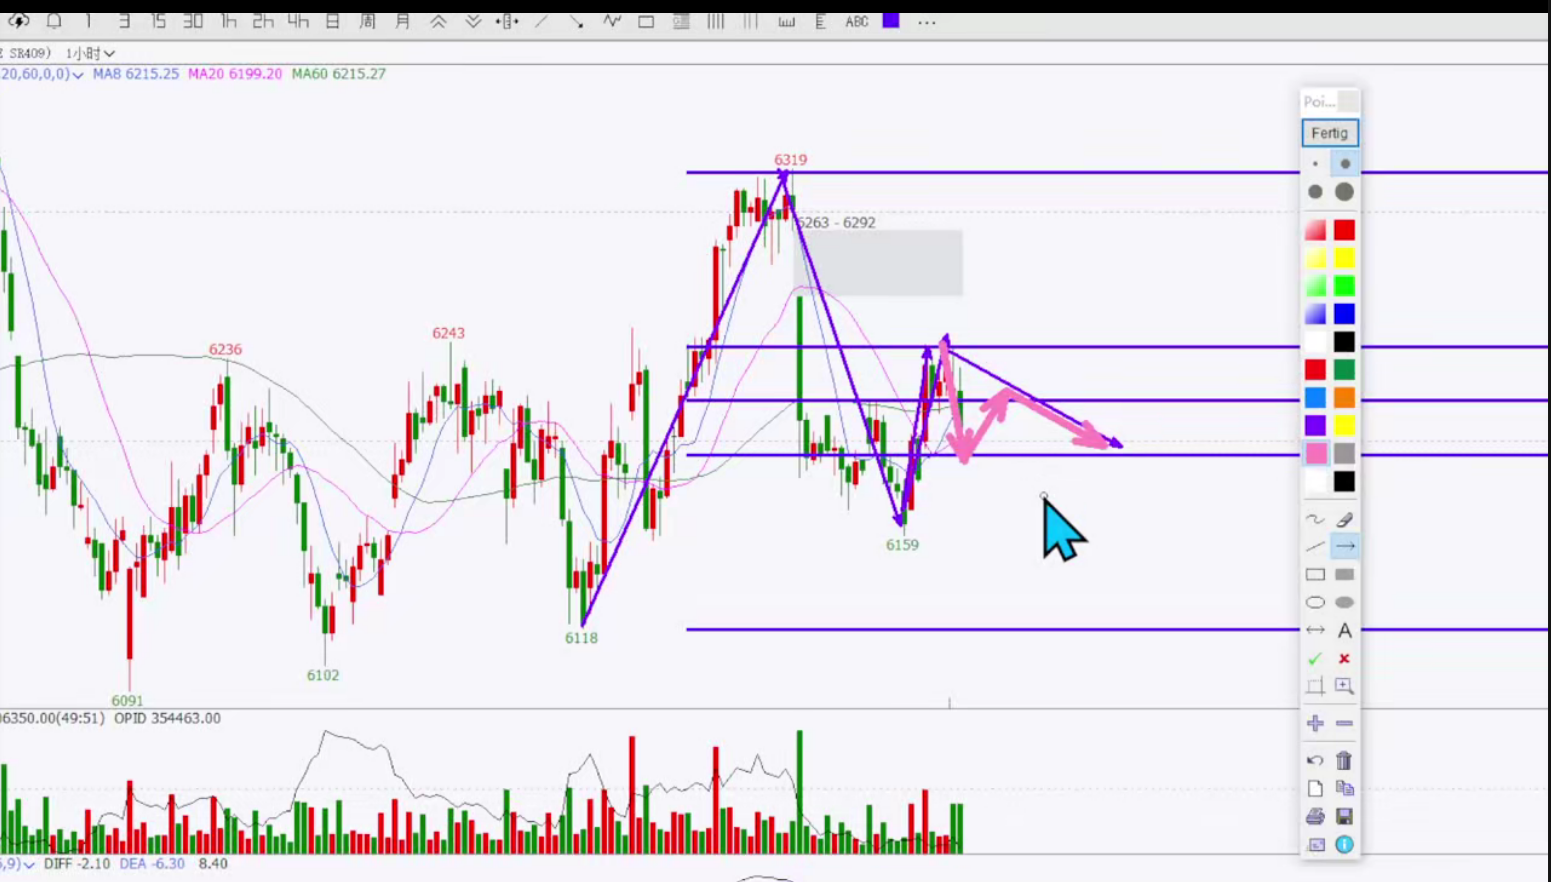 1 3 15 30 1h 2h 4h 日 周 月 ABC ...
SR409) 1小时
20,60,0,0) MA8 6215.25 MA20 6199.20 MA60 6215.27
Poi...
Fertig
6319
6263 - 6292
6243
6236
6159
6118
6102
6091
06350.00(49:51) OPID 354463.00
,9) DIFF -2.10 DEA -6.30 8.40
A